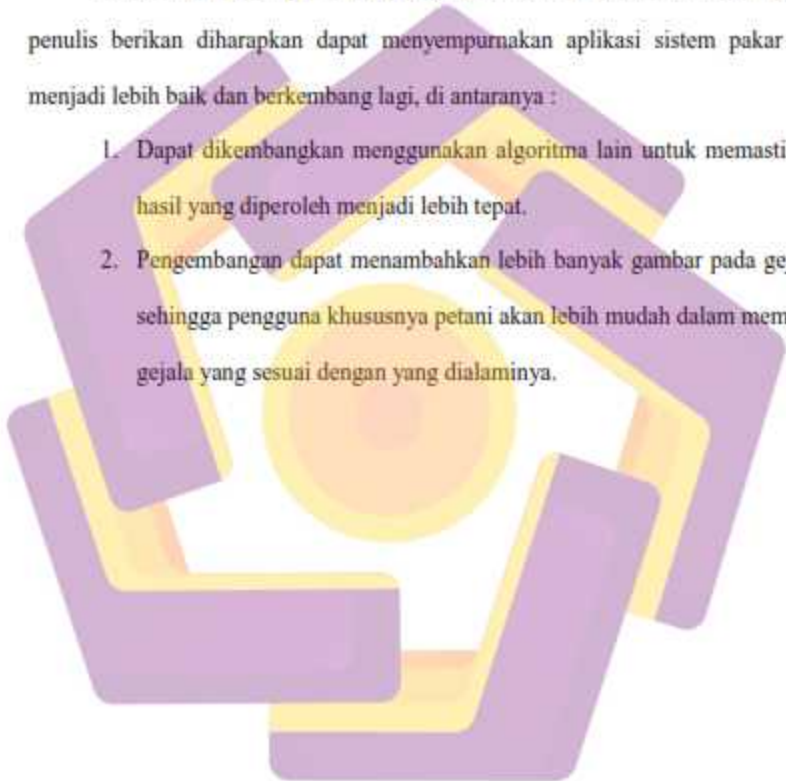 penulis berikan diharapkan dapat menyempurnakan aplikasi sistem pakar
menjadi lebih baik dan berkembang lagi, di antaranya :
1. Dapat dikembangkan menggunakan algoritma lain untuk memasti
hasil yang diperoleh menjadi lebih tepat.
2. Pengembangan dapat menambahkan lebih banyak gambar pada ge
sehingga pengguna khususnya petani akan lebih mudah dalam mem
gejala yang sesuai dengan yang dialaminya.